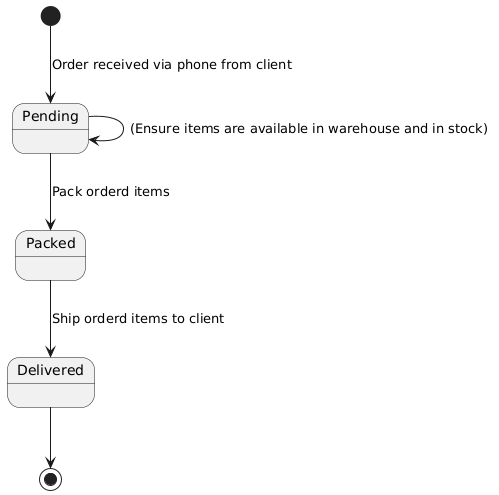 Order received via phone from client
Pending
(Ensure items are available in warehouse and in stock)
Pack orderd items
Packed
Ship orderd items to client
Delivered